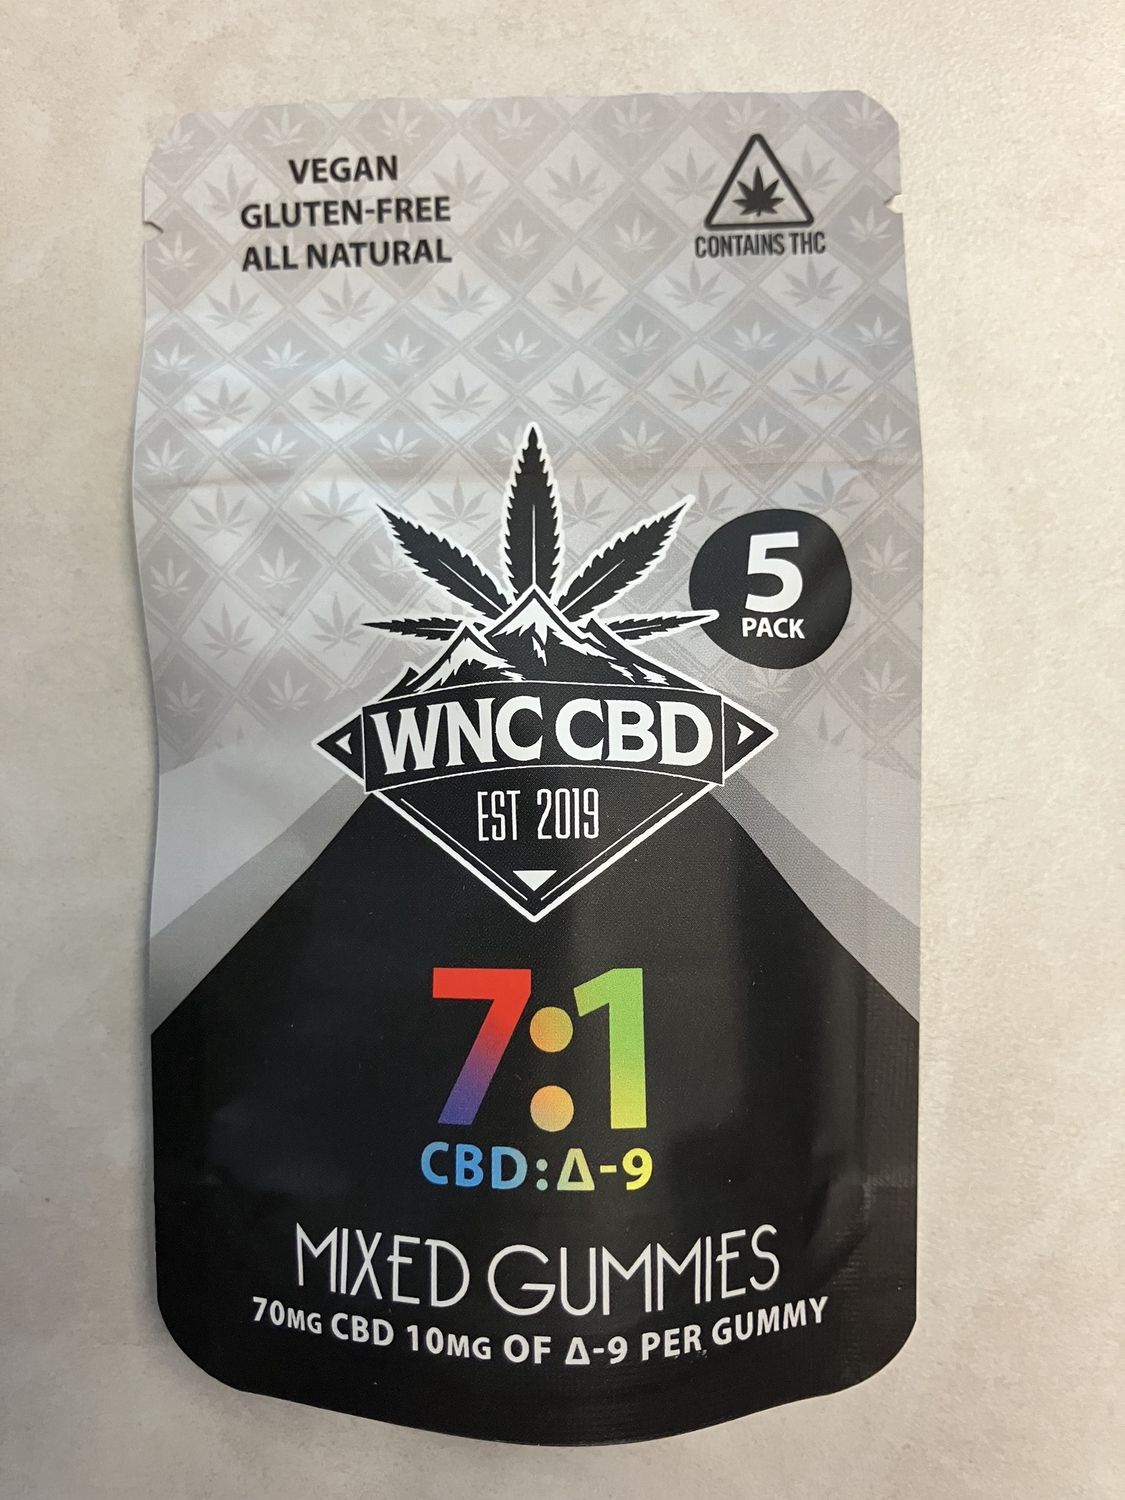 VEGAN
GLUTEN-FREE
ALL NATURAL
CONTAINS THC
5
PACK
WNC CBD
EST 2019
7:1
CBD:Δ-9
MIXED GUMMIES
70MG CBD 10MG OF Δ-9 PER GUMMY